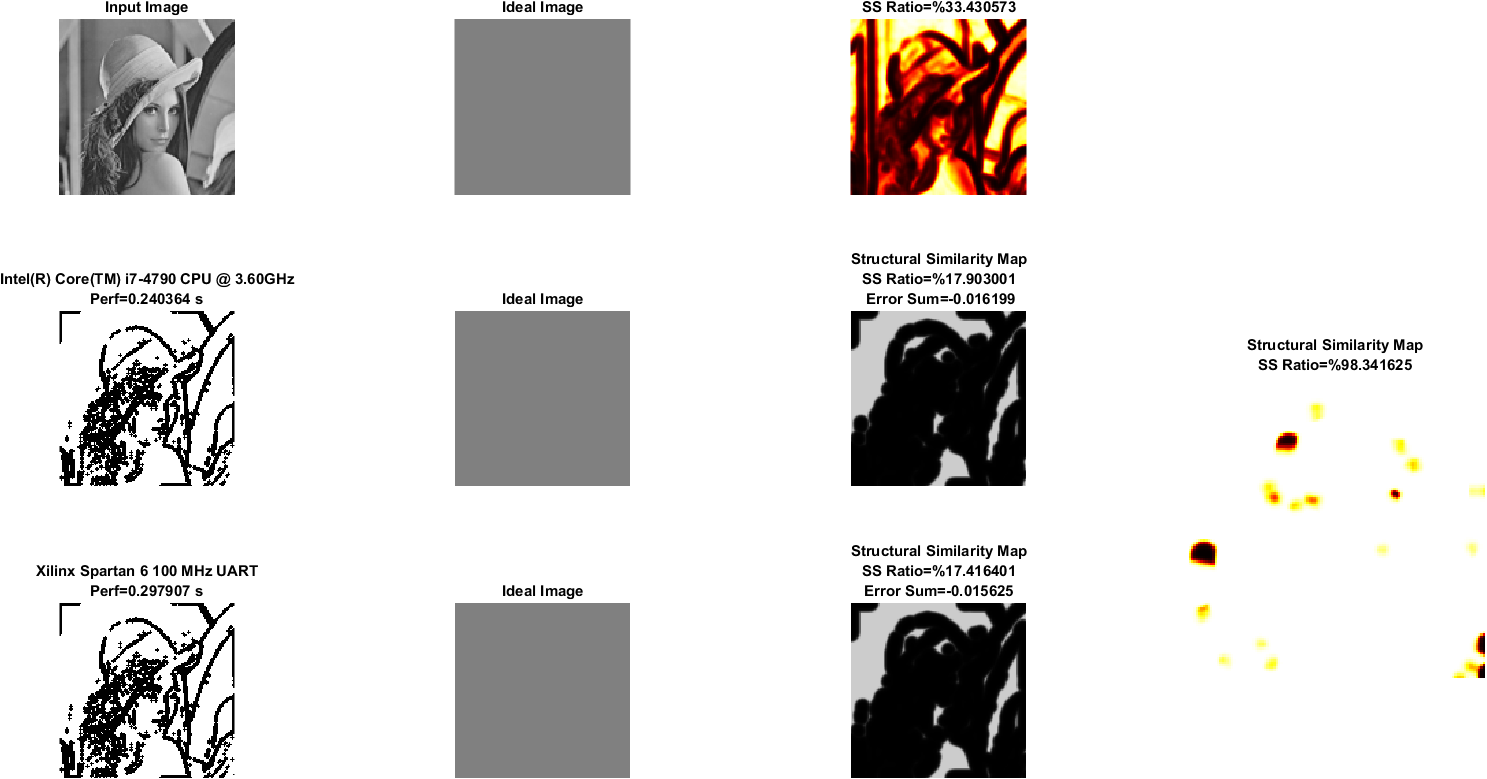 Input Image
Ideal Image
SS Ratio=%33.430573
Intel(R) Core(TM) i7-4790 CPU @ 3.60GHz
Perf=0.240364 s
Ideal Image
Structural Similarity Map
SS Ratio=%17.903001
Error Sum=-0.016199
Structural Similarity Map
SS Ratio=%98.341625
Xilinx Spartan 6 100 MHz UART
Perf=0.297907 s
Ideal Image
Structural Similarity Map
SS Ratio=%17.416401
Error Sum=-0.015625